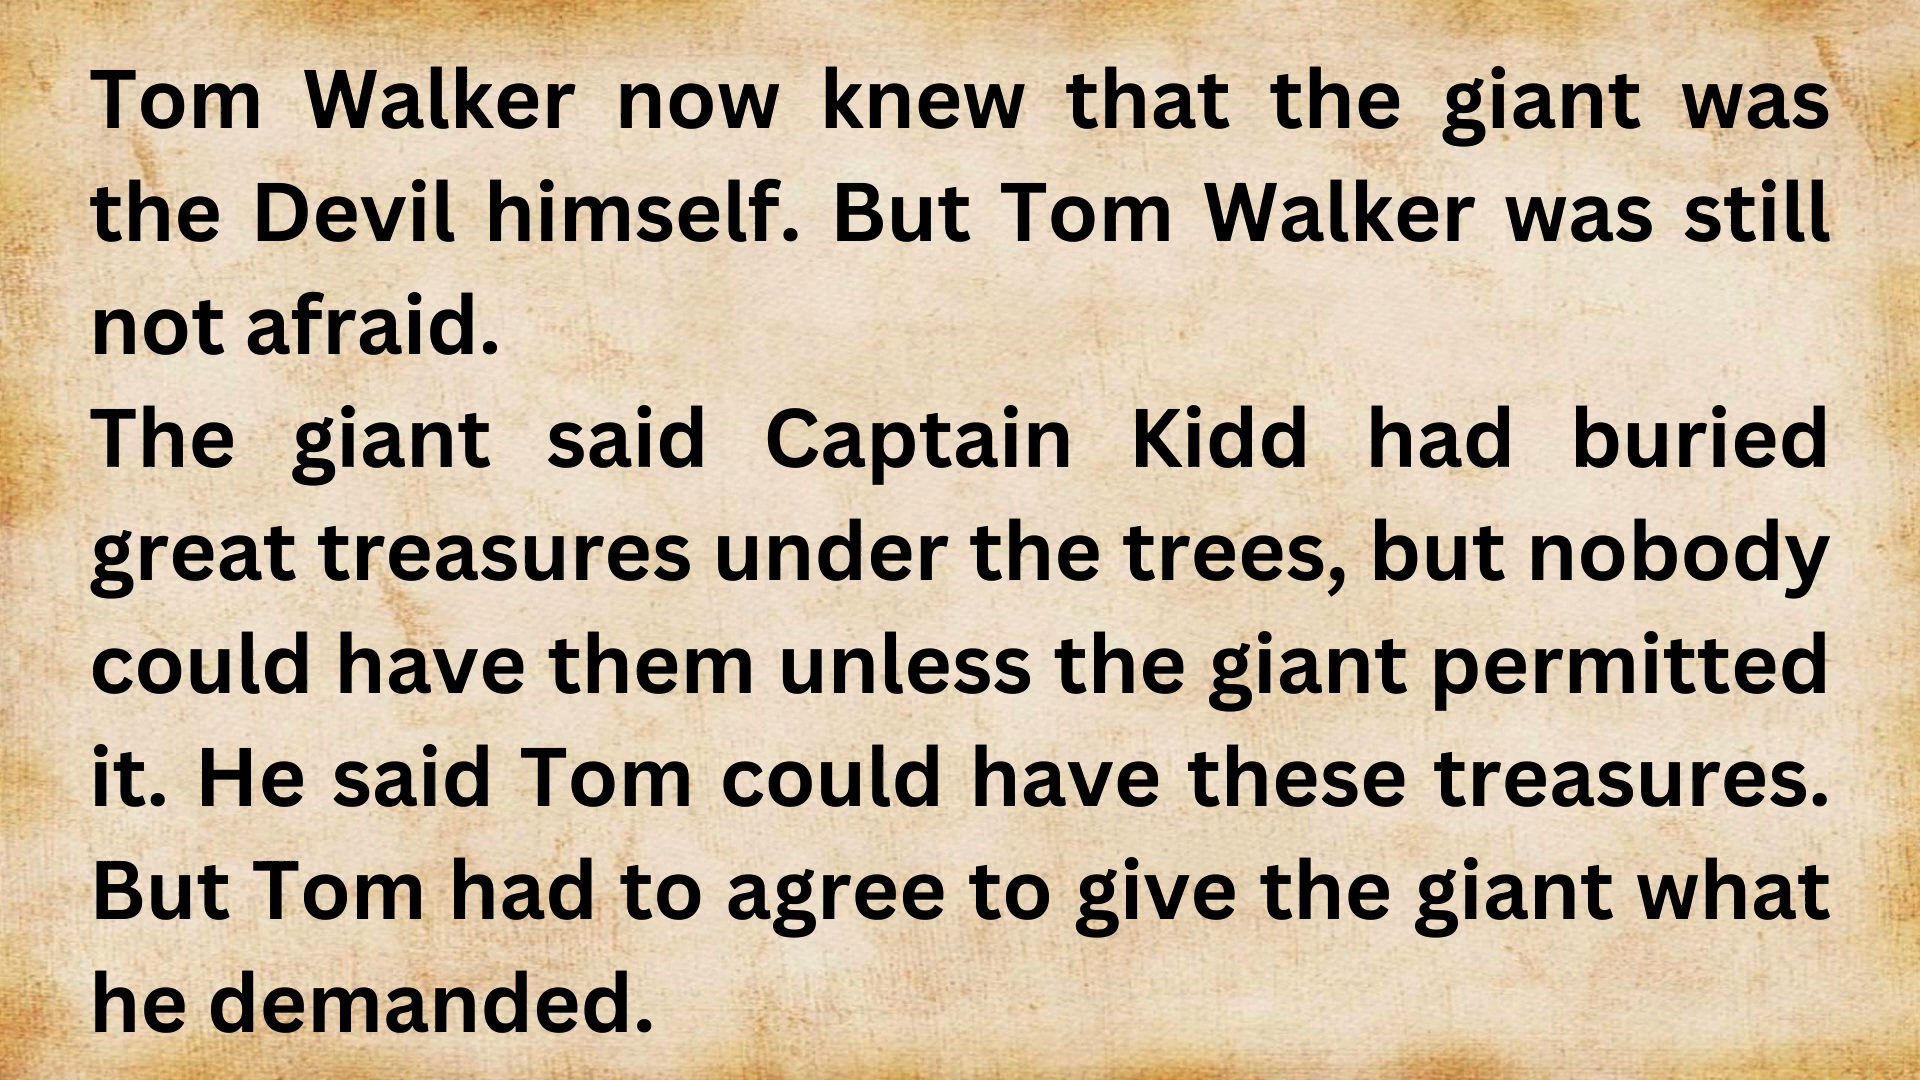 Tom Walker now knew that the giant was
the Devil himself. But Tom Walker was still
not afraid.
The giant said Captain Kidd had buried
great treasures under the trees, but nobody
could have them unless the giant permitted
it. He said Tom could have these treasures.
But Tom had to agree to give the giant what
he demanded.